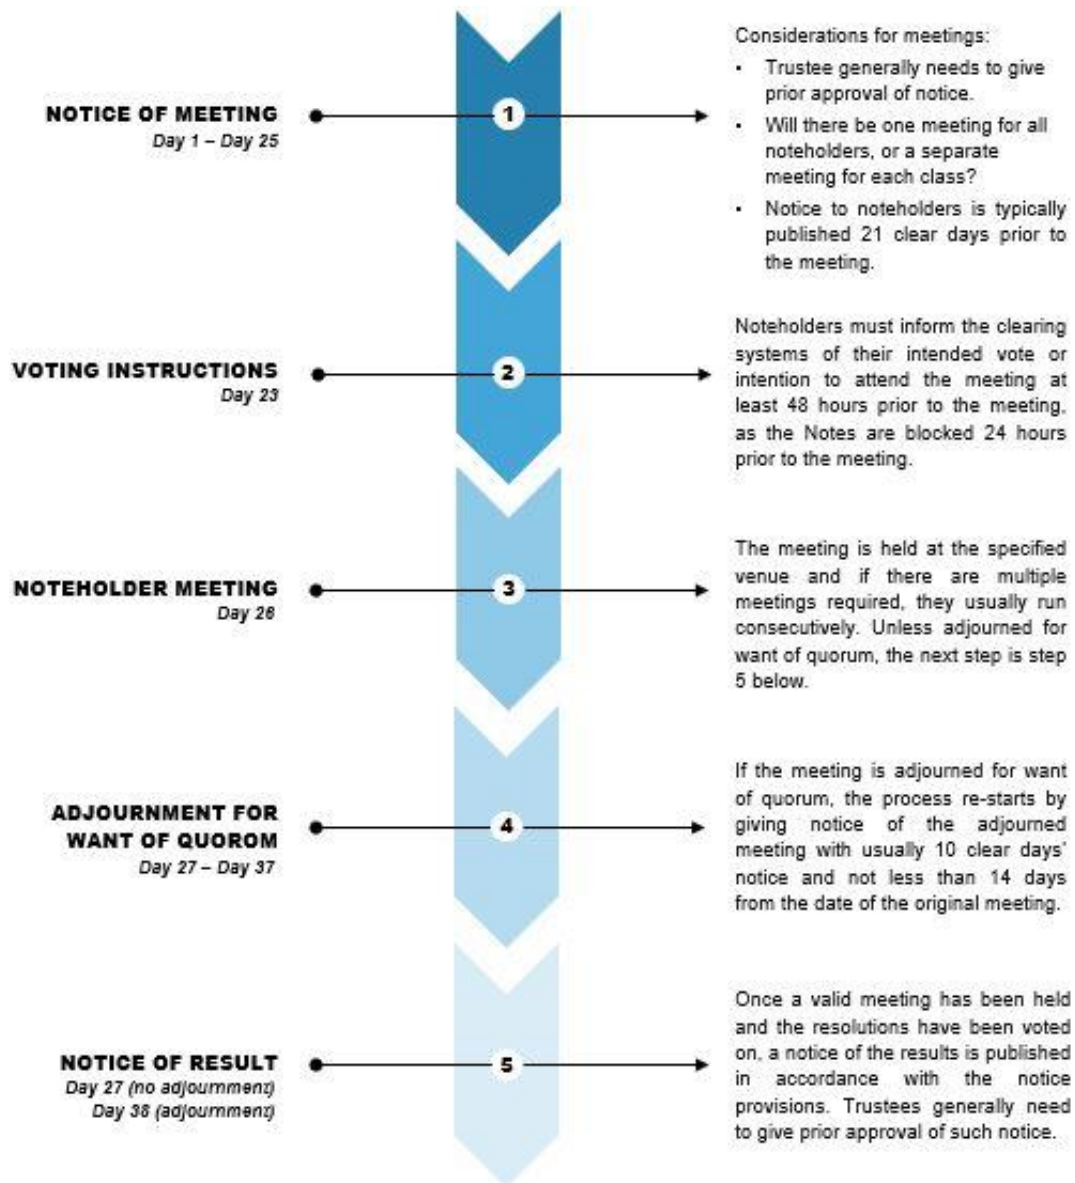 NOTICE OF MEETING
Day 1 – Day 25
1
Considerations for meetings:
• Trustee generally needs to give
prior approval of notice.
• Will there be one meeting for all
noteholders, or a separate
meeting for each class?
• Notice to noteholders is typically
published 21 clear days prior to
the meeting.
VOTING INSTRUCTIONS
Day 23
2
Noteholders must inform the clearing
systems of their intended vote or
intention to attend the meeting at
least 48 hours prior to the meeting,
as the Notes are blocked 24 hours
prior to the meeting.
NOTEHOLDER MEETING
Day 26
3
The meeting is held at the specified
venue and if there are multiple
meetings required, they usually run
consecutively. Unless adjourned for
want of quorum, the next step is step
5 below.
ADJOURNMENT FOR
WANT OF QUOROM
Day 27 – Day 37
4
If the meeting is adjourned for want
of quorum, the process re-starts by
giving notice of the adjourned
meeting with usually 10 clear days'
notice and not less than 14 days
from the date of the original meeting.
NOTICE OF RESULT
Day 27 (no adjournment)
Day 38 (adjournment)
5
Once a valid meeting has been held
and the resolutions have been voted
on, a notice of the results is published
in accordance with the notice
provisions. Trustees generally need
to give prior approval of such notice.